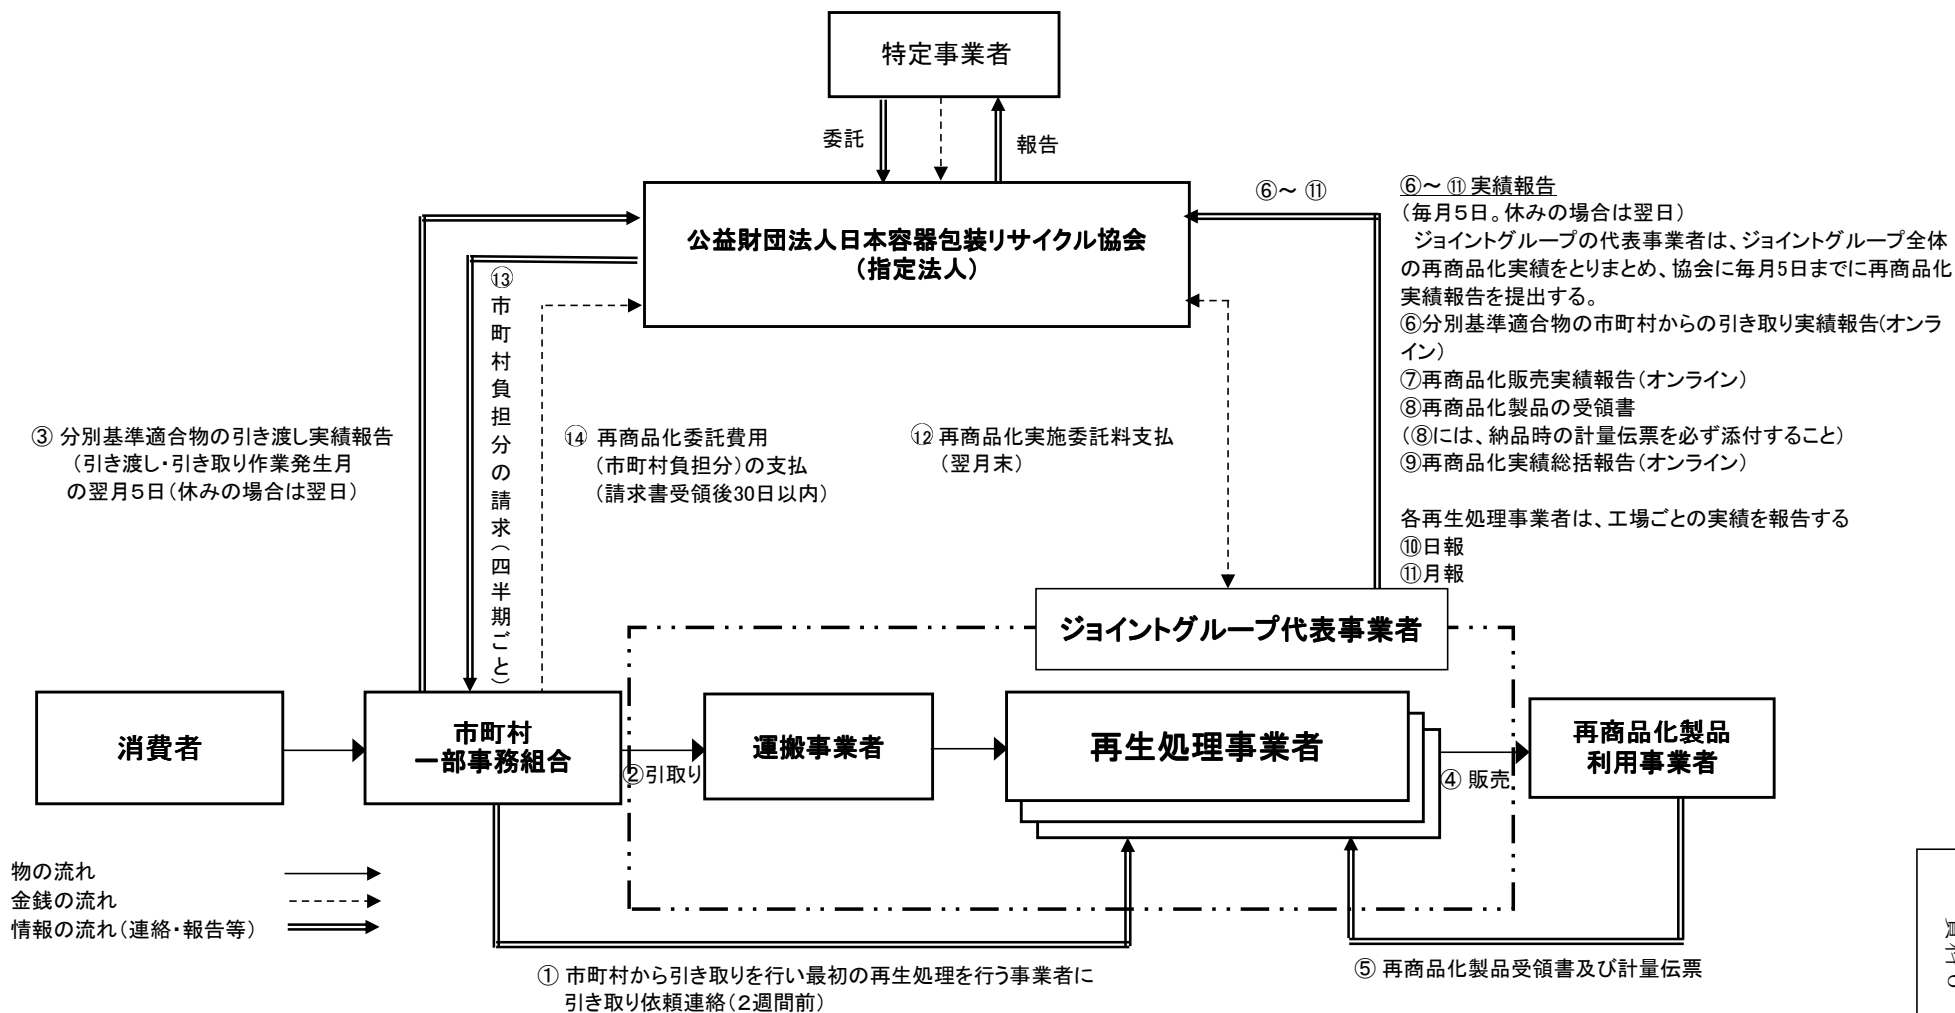 特定事業者
委託
報告
公益財団法人日本容器包装リサイクル協会
（指定法人）
⑥～ ⑪
⑥～ ⑪ 実績報告
（毎月５日。休みの場合は翌日）
ジョイントグループの代表事業者は、ジョイントグループ全体
の再商品化実績をとりまとめ、協会に毎月5日までに再商品化
実績報告を提出する。
⑥分別基準適合物の市町村からの引き取り実績報告(オンラ
イン）
⑦再商品化販売実績報告（オンライン）
⑧再商品化製品の受領書
（⑧には、納品時の計量伝票を必ず添付すること）
⑨再商品化実績総括報告（オンライン）
各再生処理事業者は、工場ごとの実績を報告する
⑩日報
⑪月報
③ 分別基準適合物の引き渡し実績報告
（引き渡し・引き取り作業発生月
の翌月５日（休みの場合は翌日）
⑬市町村負担分の請求（四半期ごと）
⑭ 再商品化委託費用
（市町村負担分）の支払
（請求書受領後30日以内）
⑫ 再商品化実施委託料支払
（翌月末）
ジョイントグループ代表事業者
消費者
市町村
一部事務組合
②引取り
運搬事業者
再生処理事業者
④ 販売
再商品化製品
利用事業者
物の流れ
金銭の流れ
情報の流れ（連絡・報告等）
① 市町村から引き取りを行い最初の再生処理を行う事業者に
引き取り依頼連絡（２週間前）
⑤ 再商品化製品受領書及び計量伝票